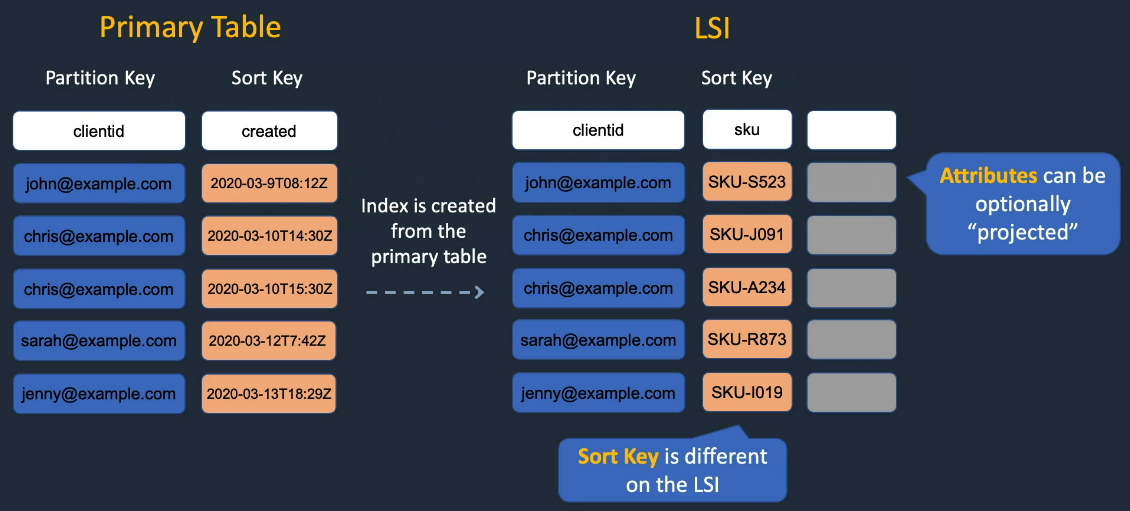 Primary Table
LSI
Partition Key
Sort Key
Partition Key
Sort Key
clientid
created
clientid
sku
john@example.com
2020-03-9T08:12Z
john@example.com
SKU-S523
chris@example.com
2020-03-10T14:30Z
chris@example.com
SKU-J091
chris@example.com
2020-03-10T15:30Z
chris@example.com
SKU-A234
sarah@example.com
2020-03-12T7:42Z
sarah@example.com
SKU-R873
jenny@example.com
2020-03-13T18:29Z
jenny@example.com
SKU-I019
Index is created
from the
primary table
Attributes can be
optionally
“projected”
Sort Key is different
on the LSI